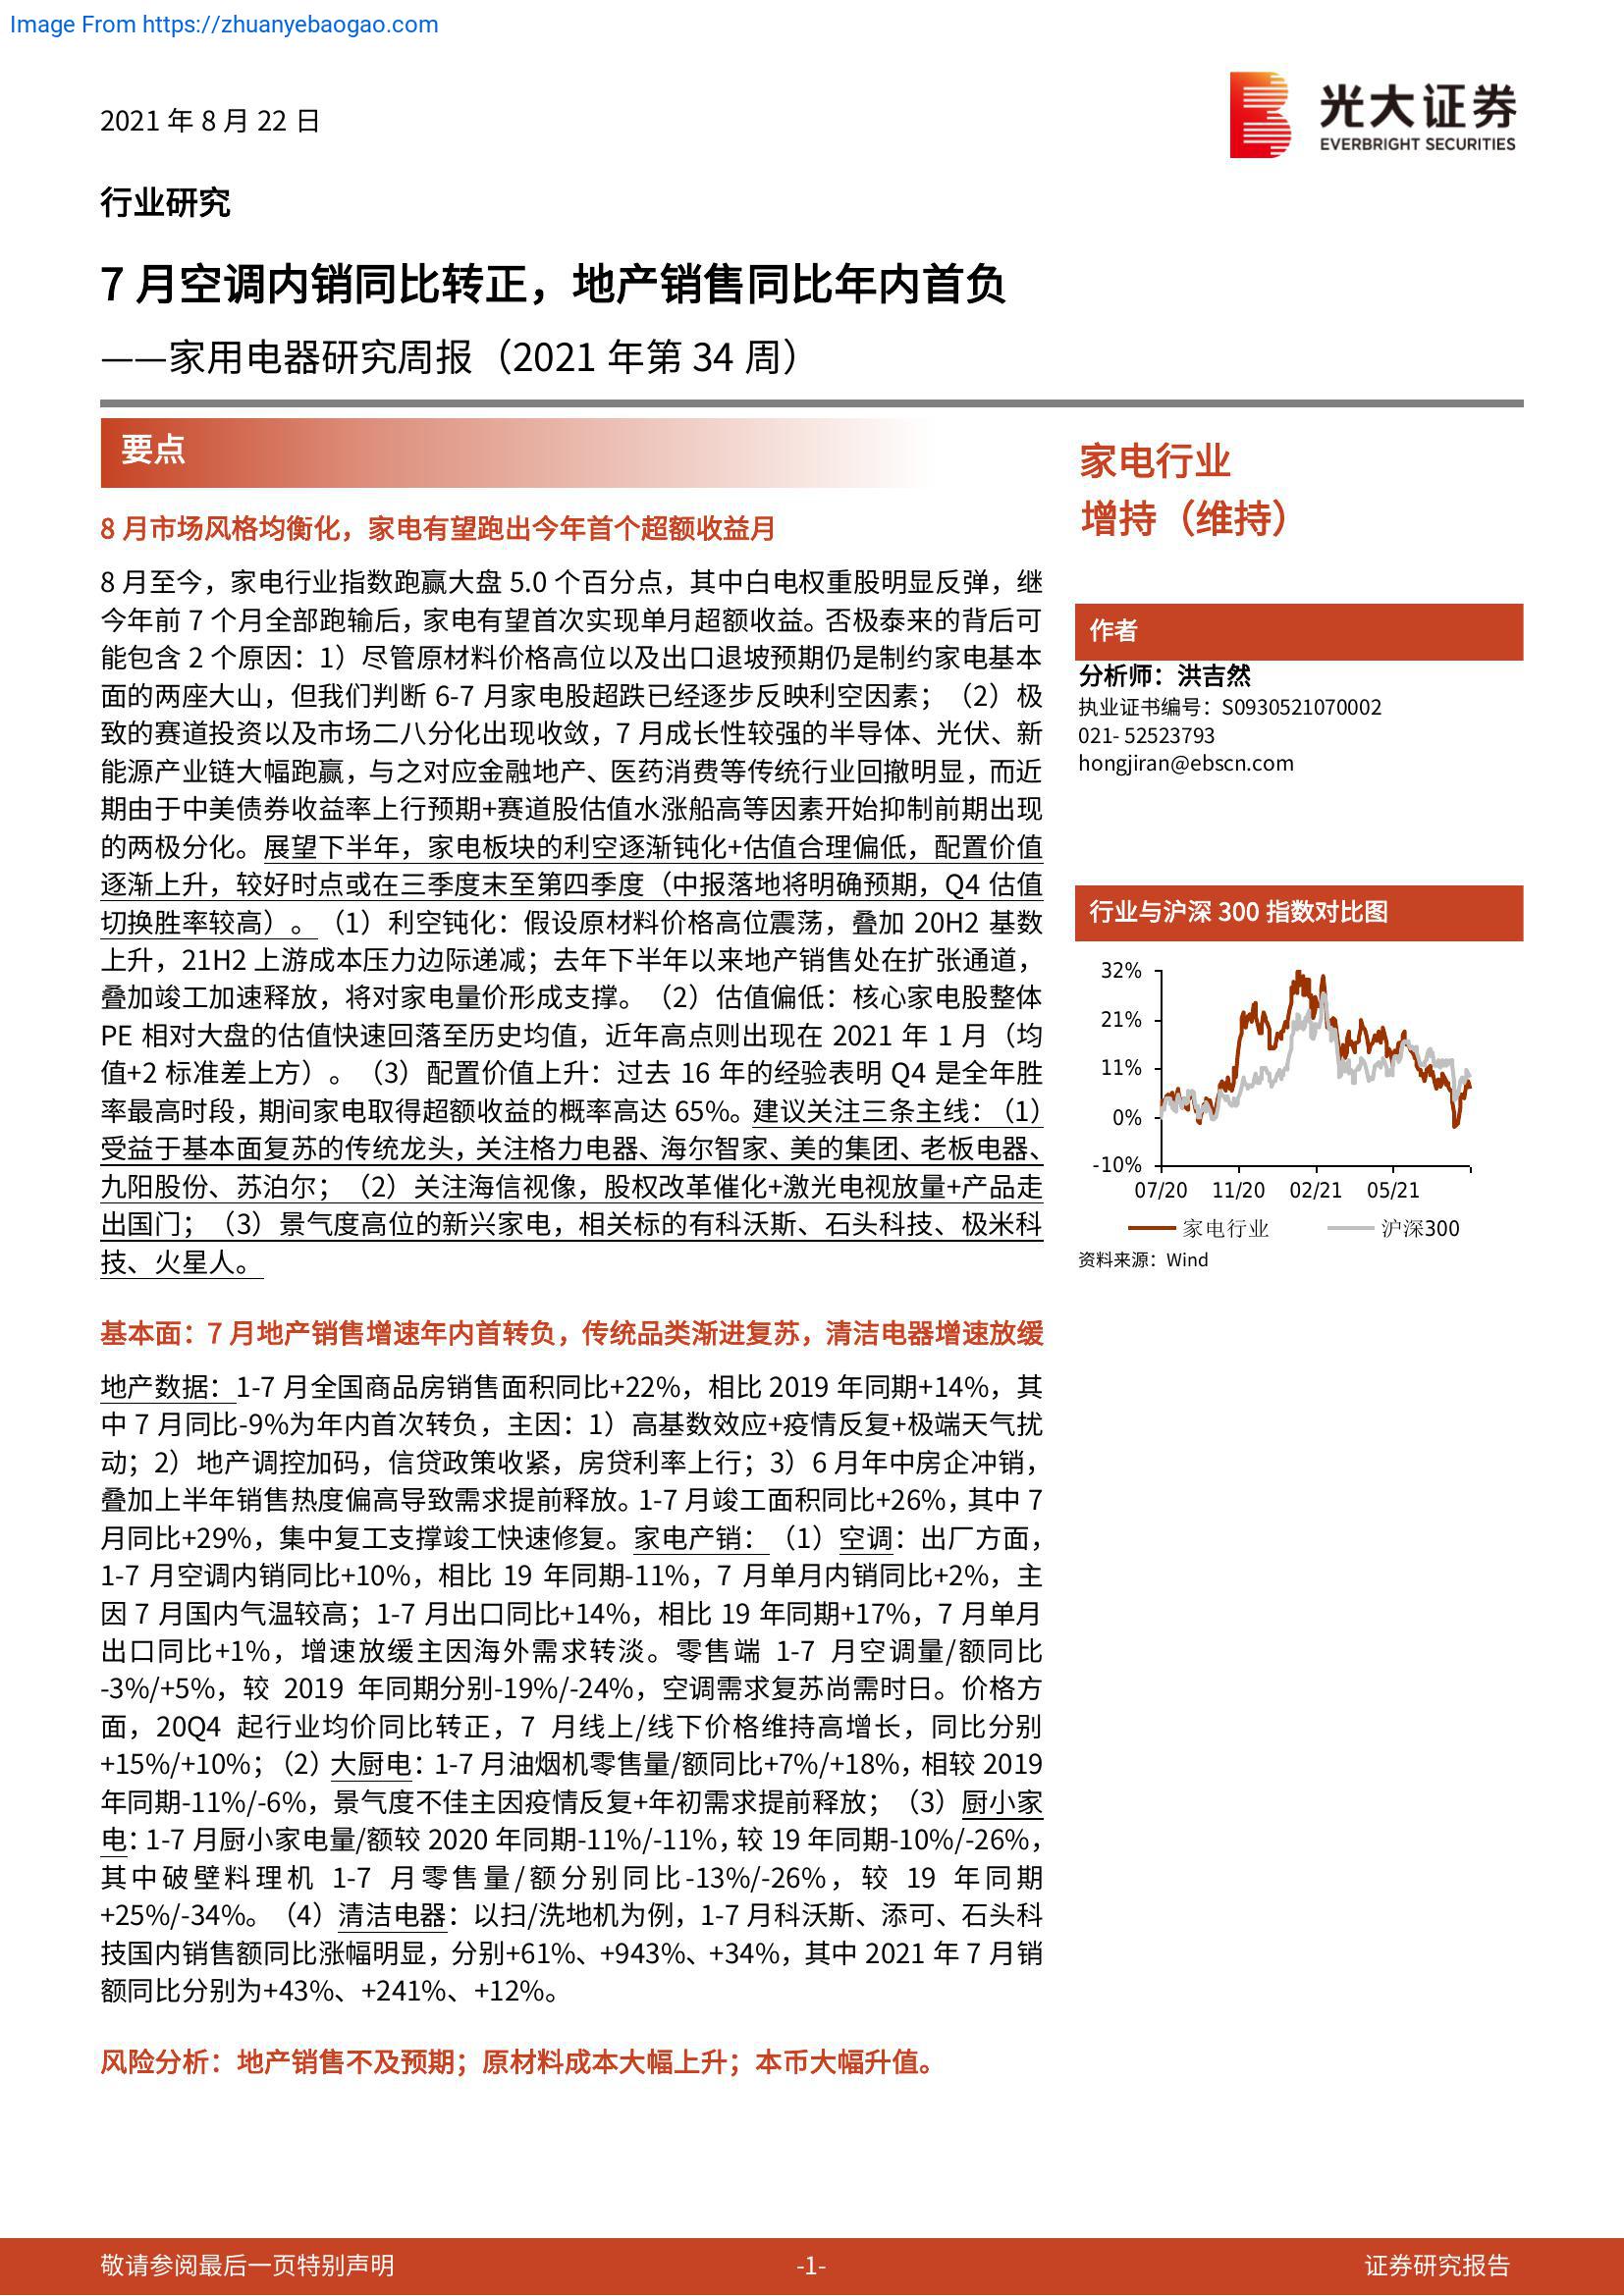 Image From https://zhuanyebaogao.com
2021 年 8 月 22 日
光大证券
EVERBRIGHT SECURITIES
行业研究
7 月空调内销同比转正，地产销售同比年内首负
——家用电器研究周报（2021 年第 34 周）
要点
8 月市场风格均衡化，家电有望跑出今年首个超额收益月
8 月至今，家电行业指数跑赢大盘 5.0 个百分点，其中白电权重股明显反弹，继
今年前 7 个月全部跑输后，家电有望首次实现单月超额收益。否极泰来的背后可
能包含 2 个原因：1）尽管原材料价格高位以及出口退坡预期仍是制约家电基本
面的两座大山，但我们判断 6-7 月家电股超跌已经逐步反映利空因素；（2）极
致的赛道投资以及市场二八分化出现收敛，7 月成长性较强的半导体、光伏、新
能源产业链大幅跑赢，与之对应金融地产、医药消费等传统行业回撤明显，而近
期由于中美债券收益率上行预期+赛道股估值水涨船高等因素开始抑制前期出现
的两极分化。展望下半年，家电板块的利空逐渐钝化+估值合理偏低，配置价值
逐渐上升，较好时点或在三季度末至第四季度（中报落地将明确预期，Q4 估值
切换胜率较高）。（1）利空钝化：假设原材料价格高位震荡，叠加 20H2 基数
上升，21H2 上游成本压力边际递减；去年下半年以来地产销售处在扩张通道，
叠加竣工加速释放，将对家电量价形成支撑。（2）估值偏低：核心家电股整体
PE 相对大盘的估值快速回落至历史均值，近年高点则出现在 2021 年 1 月（均
值+2 标准差上方）。（3）配置价值上升：过去 16 年的经验表明 Q4 是全年胜
率最高时段，期间家电取得超额收益的概率高达 65%。建议关注三条主线：（1）
受益于基本面复苏的传统龙头，关注格力电器、海尔智家、美的集团、老板电器、
九阳股份、苏泊尔；（2）关注海信视像，股权改革催化+激光电视放量+产品走
出国门；（3）景气度高位的新兴家电，相关标的有科沃斯、石头科技、极米科
技、火星人。
基本面：7 月地产销售增速年内首转负，传统品类渐进复苏，清洁电器增速放缓
地产数据：1-7 月全国商品房销售面积同比+22%，相比 2019 年同期+14%，其
中 7 月同比-9%为年内首次转负，主因：1）高基数效应+疫情反复+极端天气扰
动；2）地产调控加码，信贷政策收紧，房贷利率上行；3）6 月年中房企冲销，
叠加上半年销售热度偏高导致需求提前释放。1-7 月竣工面积同比+26%，其中 7
月同比+29%，集中复工支撑竣工快速修复。家电产销：（1）空调：出厂方面，
1-7 月空调内销同比+10%，相比 19 年同期-11%，7 月单月内销同比+2%，主
因 7 月国内气温较高；1-7 月出口同比+14%，相比 19 年同期+17%，7 月单月
出口同比+1%，增速放缓主因海外需求转淡。零售端 1-7 月空调量/额同比
-3%/+5%，较 2019 年同期分别-19%/-24%，空调需求复苏尚需时日。价格方
面，20Q4 起行业均价同比转正，7 月线上/线下价格维持高增长，同比分别
+15%/+10%；（2）大厨电：1-7 月油烟机零售量/额同比+7%/+18%，相较 2019
年同期-11%/-6%，景气度不佳主因疫情反复+年初需求提前释放；（3）厨小家
电：1-7 月厨小家电量/额较 2020 年同期-11%/-11%，较 19 年同期-10%/-26%，
其中破壁料理机 1-7 月零售量/额分别同比-13%/-26%，较 19 年同期
+25%/-34%。（4）清洁电器：以扫/洗地机为例，1-7 月科沃斯、添可、石头科
技国内销售额同比涨幅明显，分别+61%、+943%、+34%，其中 2021 年 7 月销
额同比分别为+43%、+241%、+12%。
风险分析：地产销售不及预期；原材料成本大幅上升；本币大幅升值。
家电行业
增持（维持）
作者
分析师：洪吉然
执业证书编号：S0930521070002
021- 52523793
hongjiran@ebscn.com
行业与沪深 300 指数对比图
32%
21%
11%
0%
-10%
07/20 11/20 02/21 05/21
家电行业 沪深300
资料来源：Wind
敬请参阅最后一页特别声明 -1- 证券研究报告